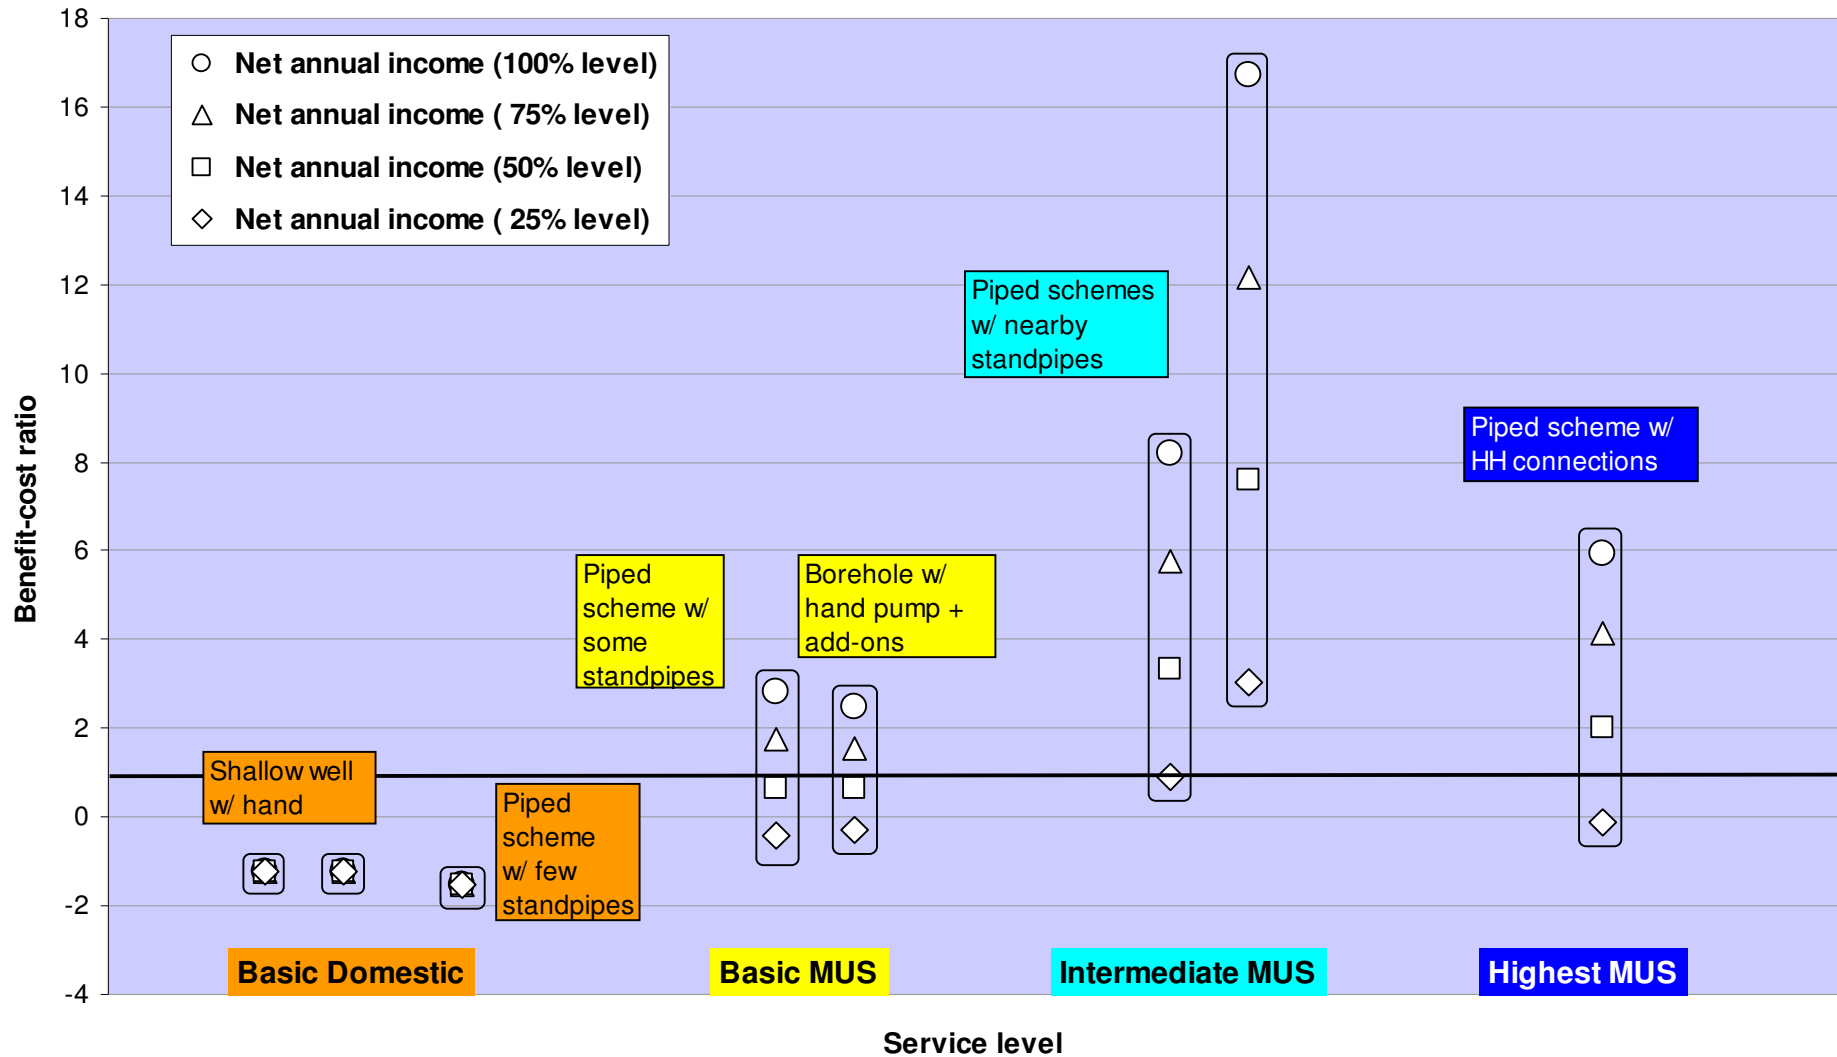 18
16
14
12
10
8
6
4
2
0
-2
-4
Benefit-cost ratio
Net annual income (100% level)
Net annual income ( 75% level)
Net annual income (50% level)
Net annual income ( 25% level)
Piped schemes
w/ nearby
standpipes
Piped scheme w/
HH connections
Piped
scheme w/
some
standpipes
Borehole w/
hand pump +
add-ons
Shallow well
w/ hand
Piped
scheme
w/ few
standpipes
Basic Domestic
Basic MUS
Intermediate MUS
Highest MUS
Service level